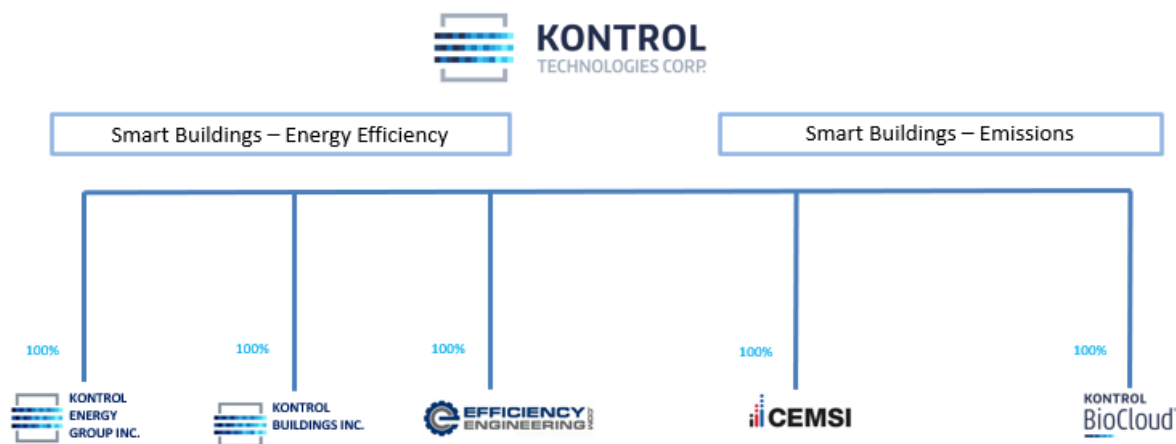 KONTROL
TECHNOLOGIES CORP.
Smart Buildings – Energy Efficiency
Smart Buildings – Emissions
100%
100%
100%
100%
100%
KONTROL
ENERGY
GROUP INC.
KONTROL
BUILDINGS INC.
EFFICIENCY
ENGINEERING
CEMSI
KONTROL
BioCloud